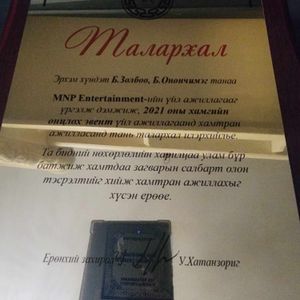 Талархал
Эрхэм хүндэт Б.Золбоо, Б.Онончимэг танаа
MNP Entertainment-ийн үйл ажиллагааг
үргэлж дэмжиж, 2021 оны хамгийн
онцлох эвент үйл ажиллагаанд хамтран
ажилласанд тань талархал илэрхийлье.
Та бидний нөхөрлөлийн харилцаа улам бүр
батжиж хамтдаа загварын салбарт олон
тэсрэлтийг хийж хамтран ажиллахыг
хүсэн ерөөе.
Ерөнхий захирал У.Хатанзориг